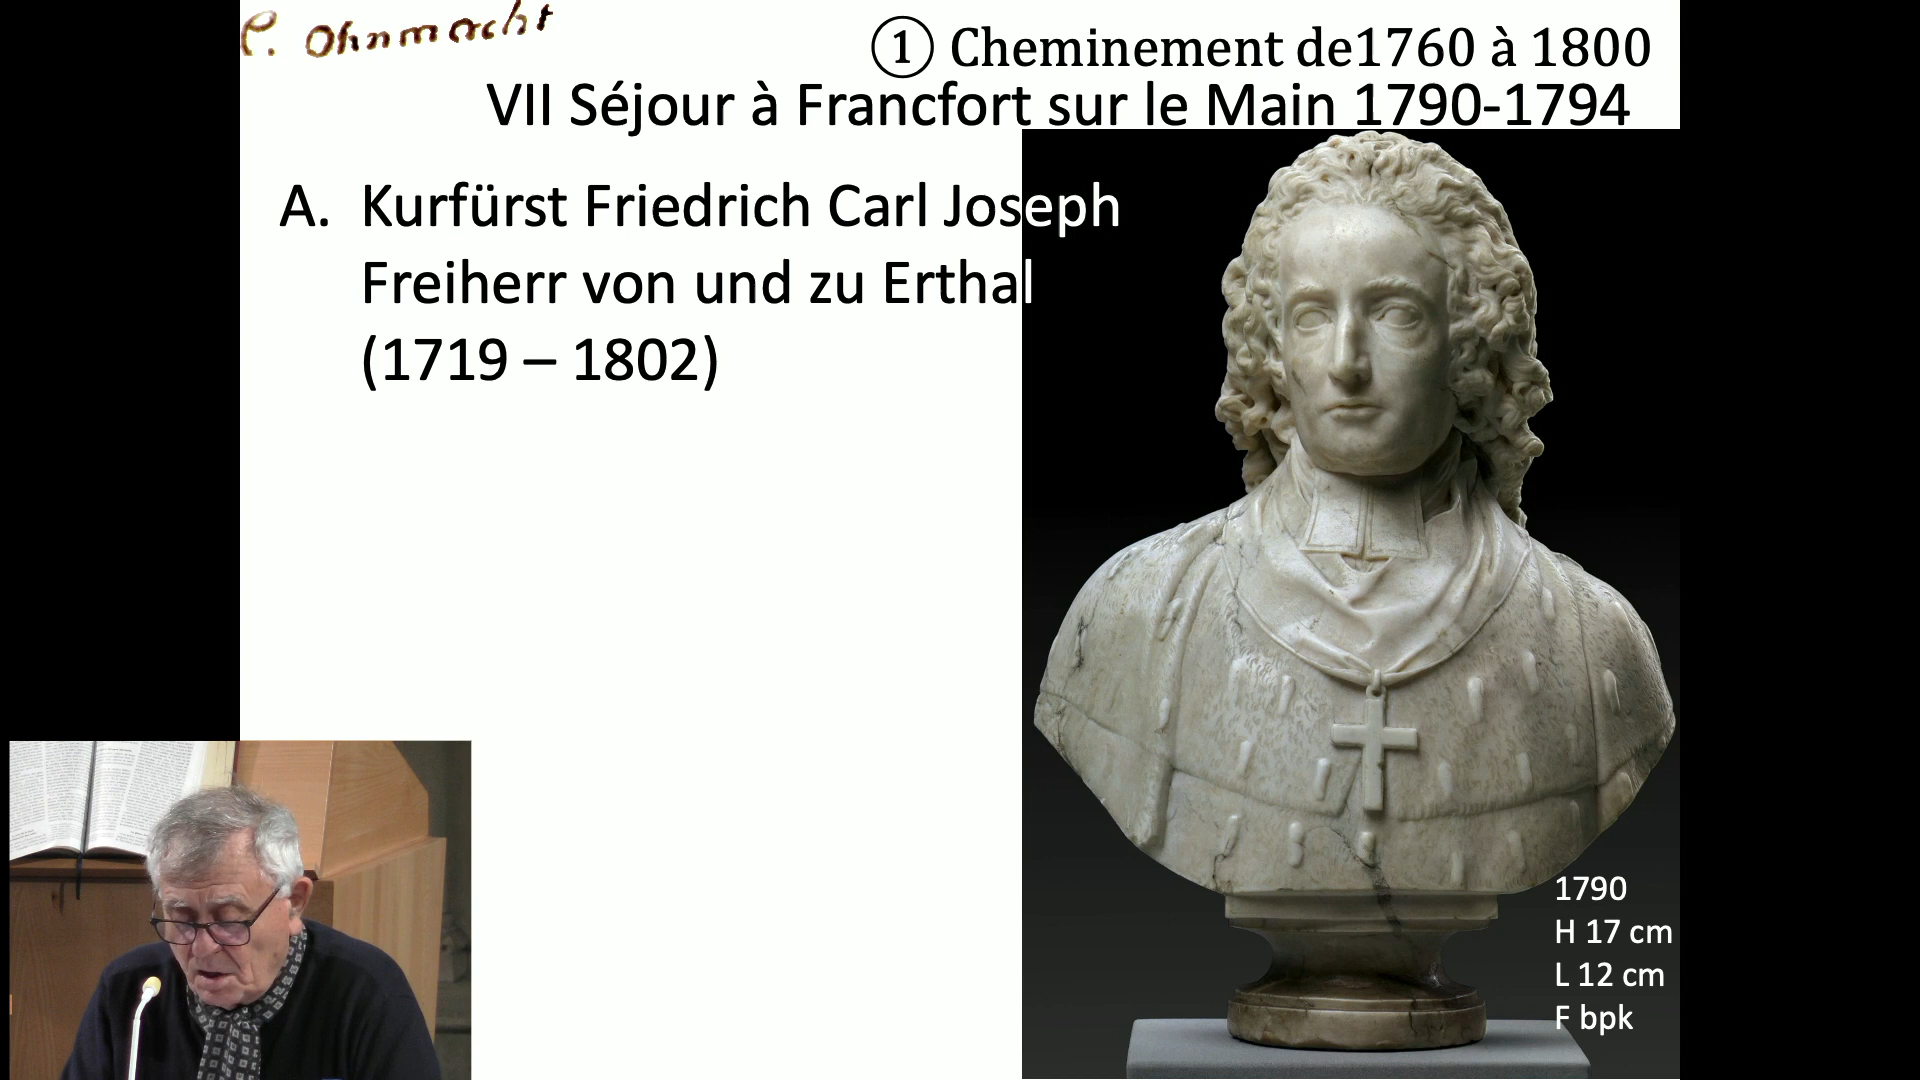 C. Ohnmacht
① Cheminement de1760 à 1800
VII Séjour à Francfort sur le Main 1790-1794
A. Kurfürst Friedrich Carl Joseph
Freiherr von und zu Erthal
(1719 – 1802)
1790
H 17 cm
L 12 cm
F bpk